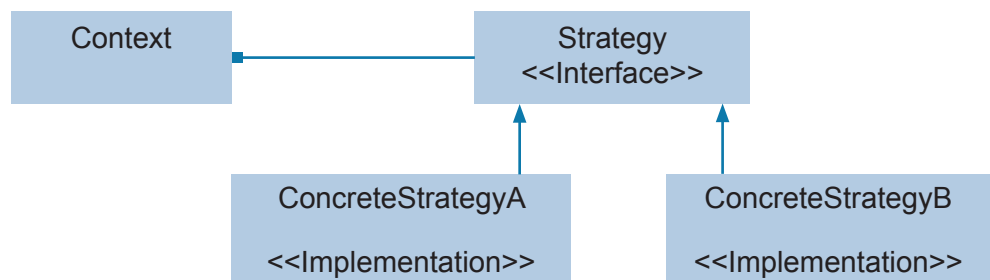 Context
Strategy
<<Interface>>
ConcreteStrategyA
<<Implementation>>
ConcreteStrategyB
<<Implementation>>